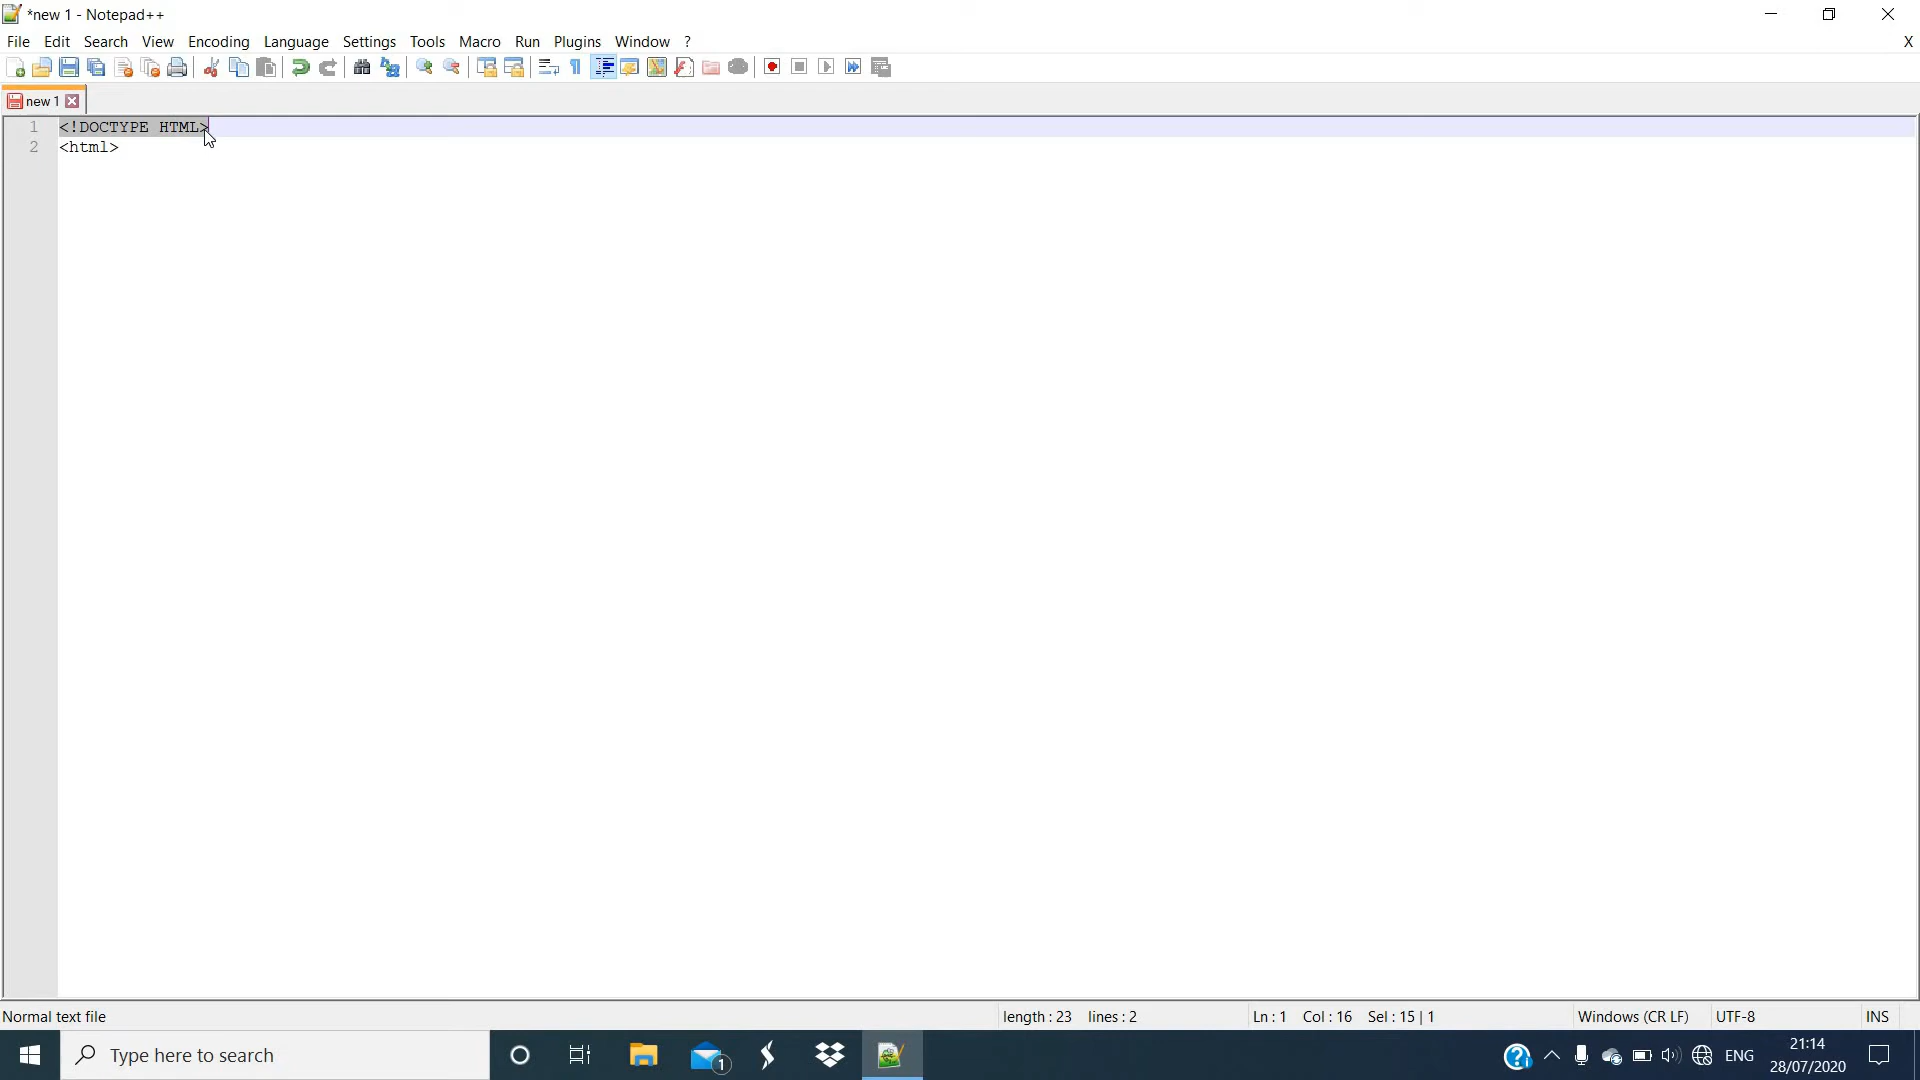 *new 1 - Notepad++
File Edit Search View Encoding Language Settings Tools Macro Run Plugins Window ? X
new 1
1 <!DOCTYPE HTML>
2 <html>
Normal text file length : 23 lines : 2 Ln : 1 Col : 16 Sel : 15 | 1 Windows (CR LF) UTF-8 INS
Type here to search 1 ENG 21:14
28/07/2020